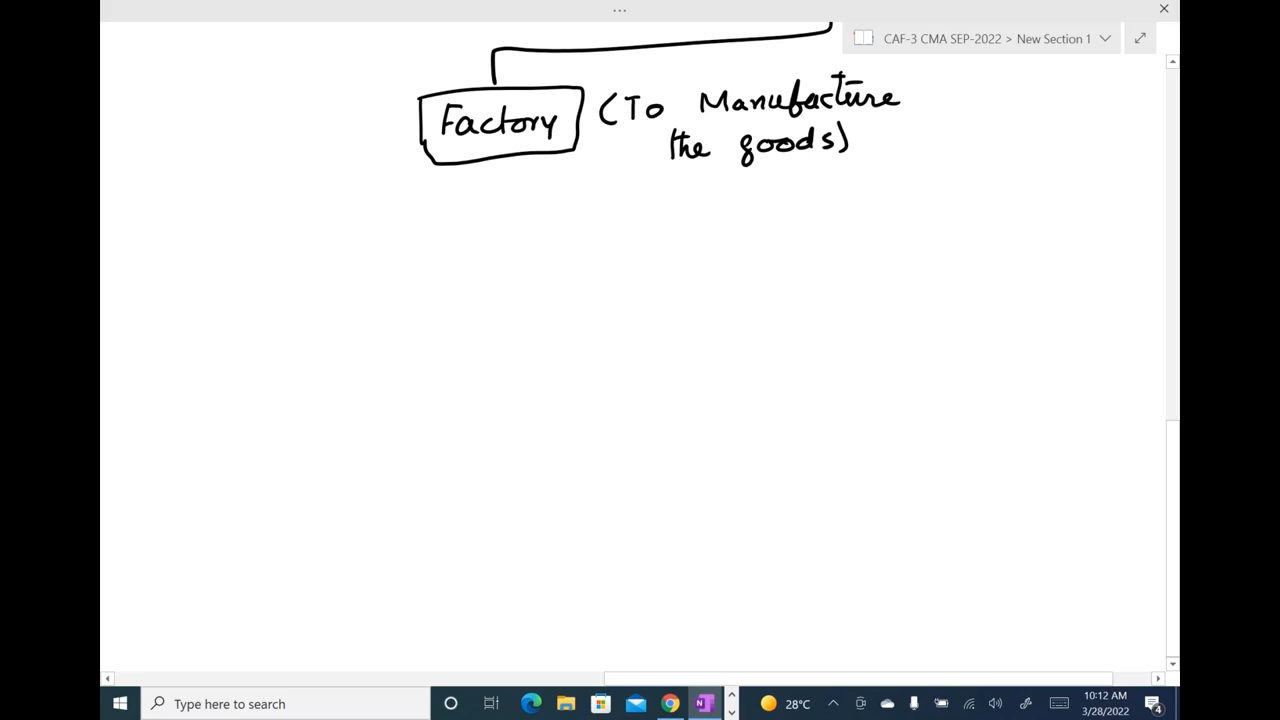 CAF-3 CMA SEP-2022 > New Section 1
Factory (To Manufacture
the goods)
Type here to search
28°C
10:12 AM
3/28/2022
4